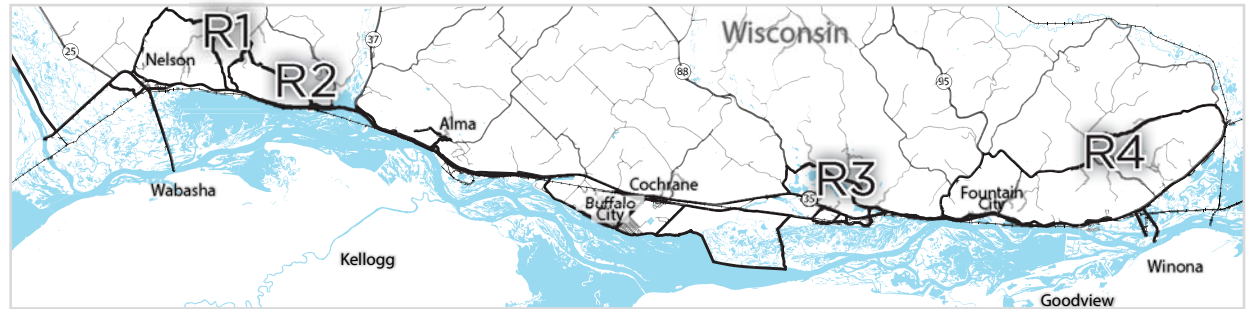 R1
Wisconsin
37
25
Nelson
R2
88
95
Alma
R4
Wabasha
Cochrane
R3
Fountain
City
35
Buffalo
City
Kellogg
Winona
Goodview